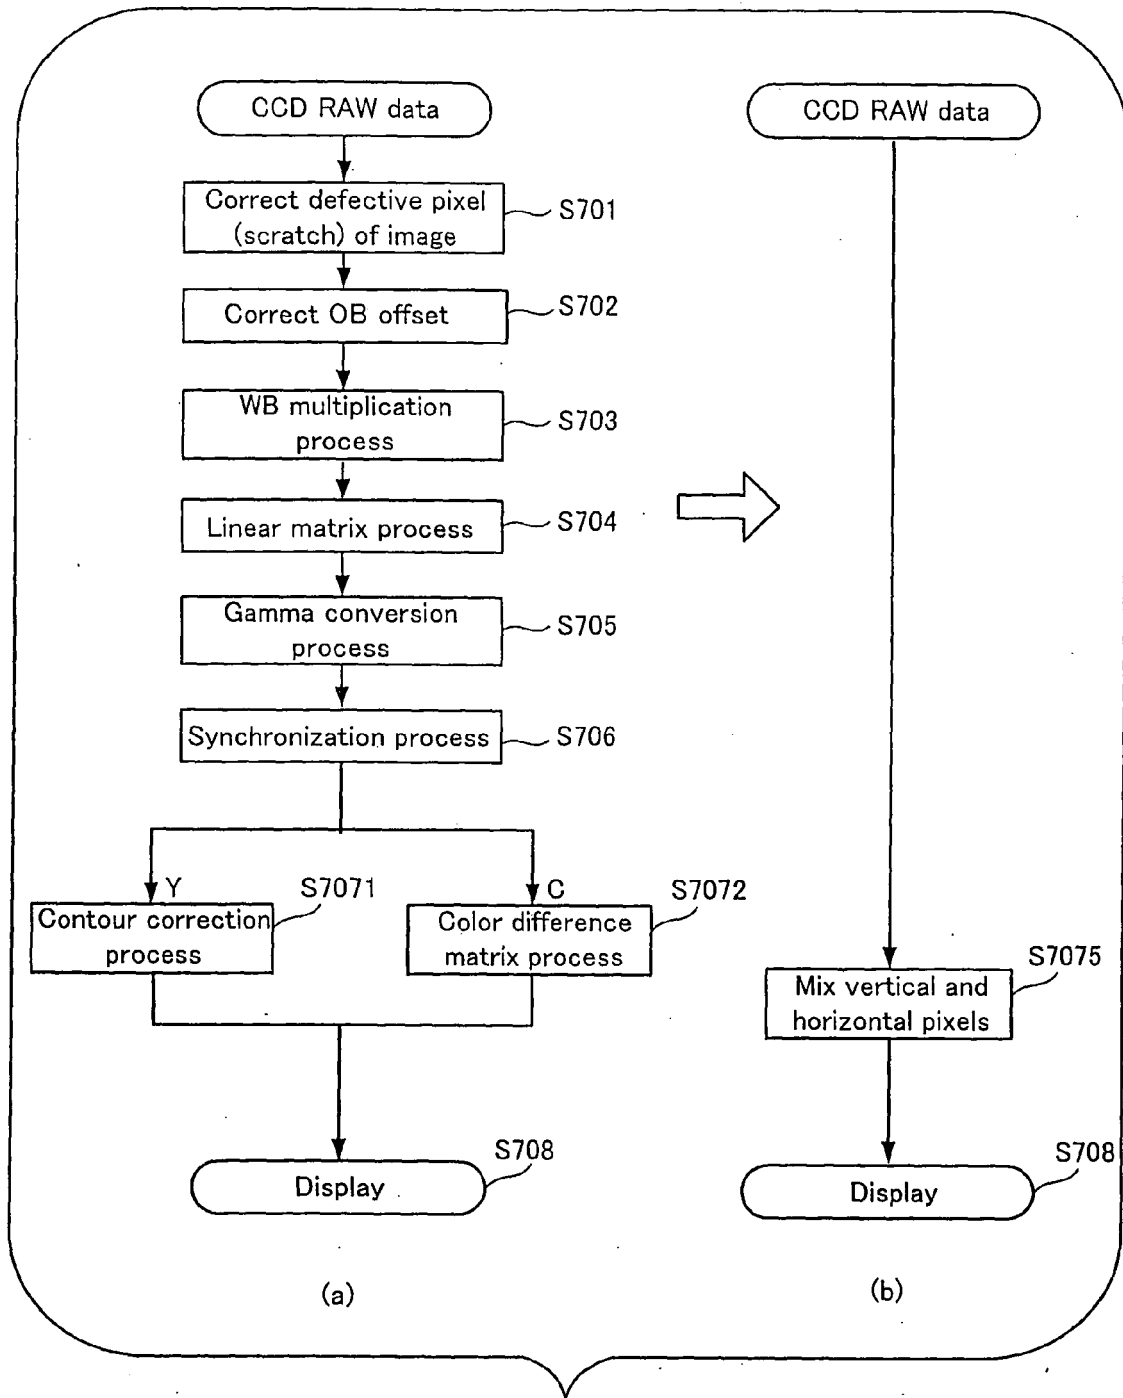 CCD RAW data
Correct defective pixel
(scratch) of image
S701
Correct OB offset
S702
WB multiplication
process
S703
Linear matrix process
S704
Gamma conversion
process
S705
Synchronization process
S706
Y
S7071
Contour correction
process
C
S7072
Color difference
matrix process
S708
Display
(a)
CCD RAW data
S7075
Mix vertical and
horizontal pixels
S708
Display
(b)